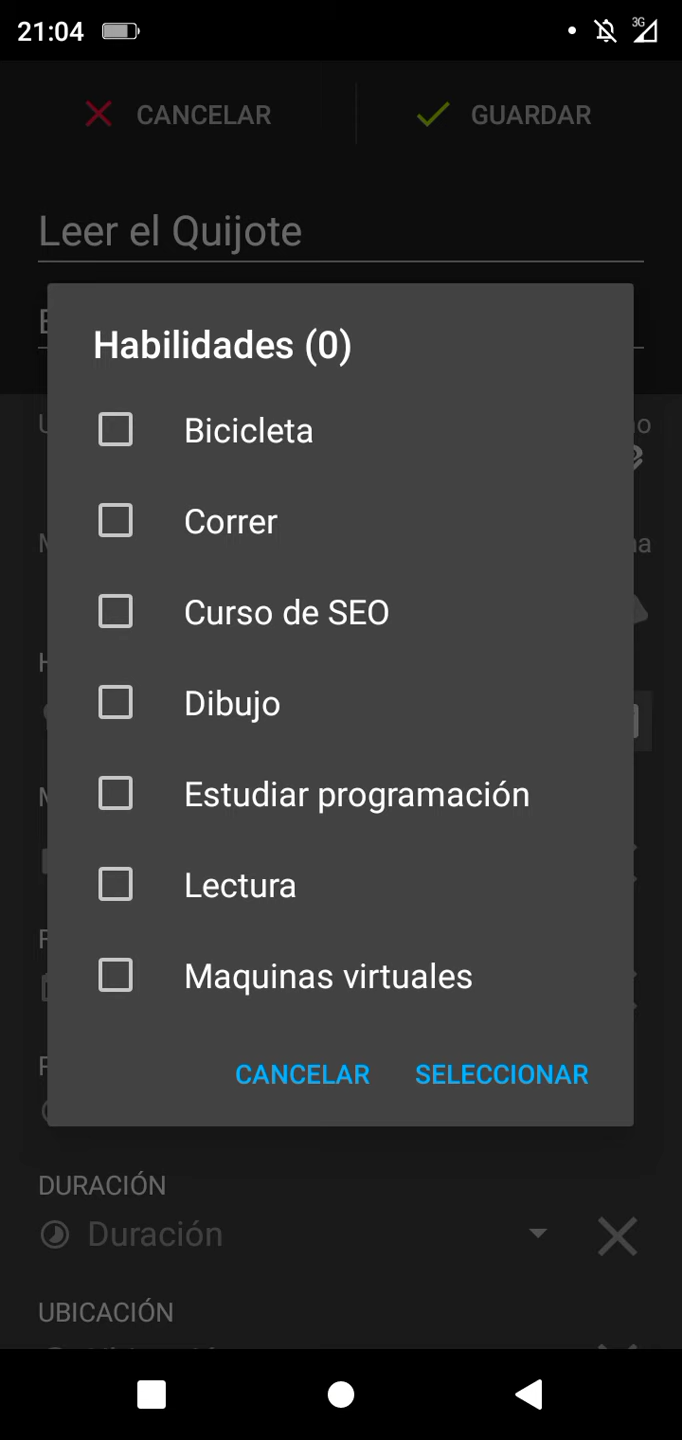 21:04
3G
CANCELAR
GUARDAR
Leer el Quijote
Habilidades (0)
Bicicleta
Correr
Curso de SEO
Dibujo
Estudiar programación
Lectura
Maquinas virtuales
CANCELAR
SELECCIONAR
DURACIÓN
Duración
UBICACIÓN